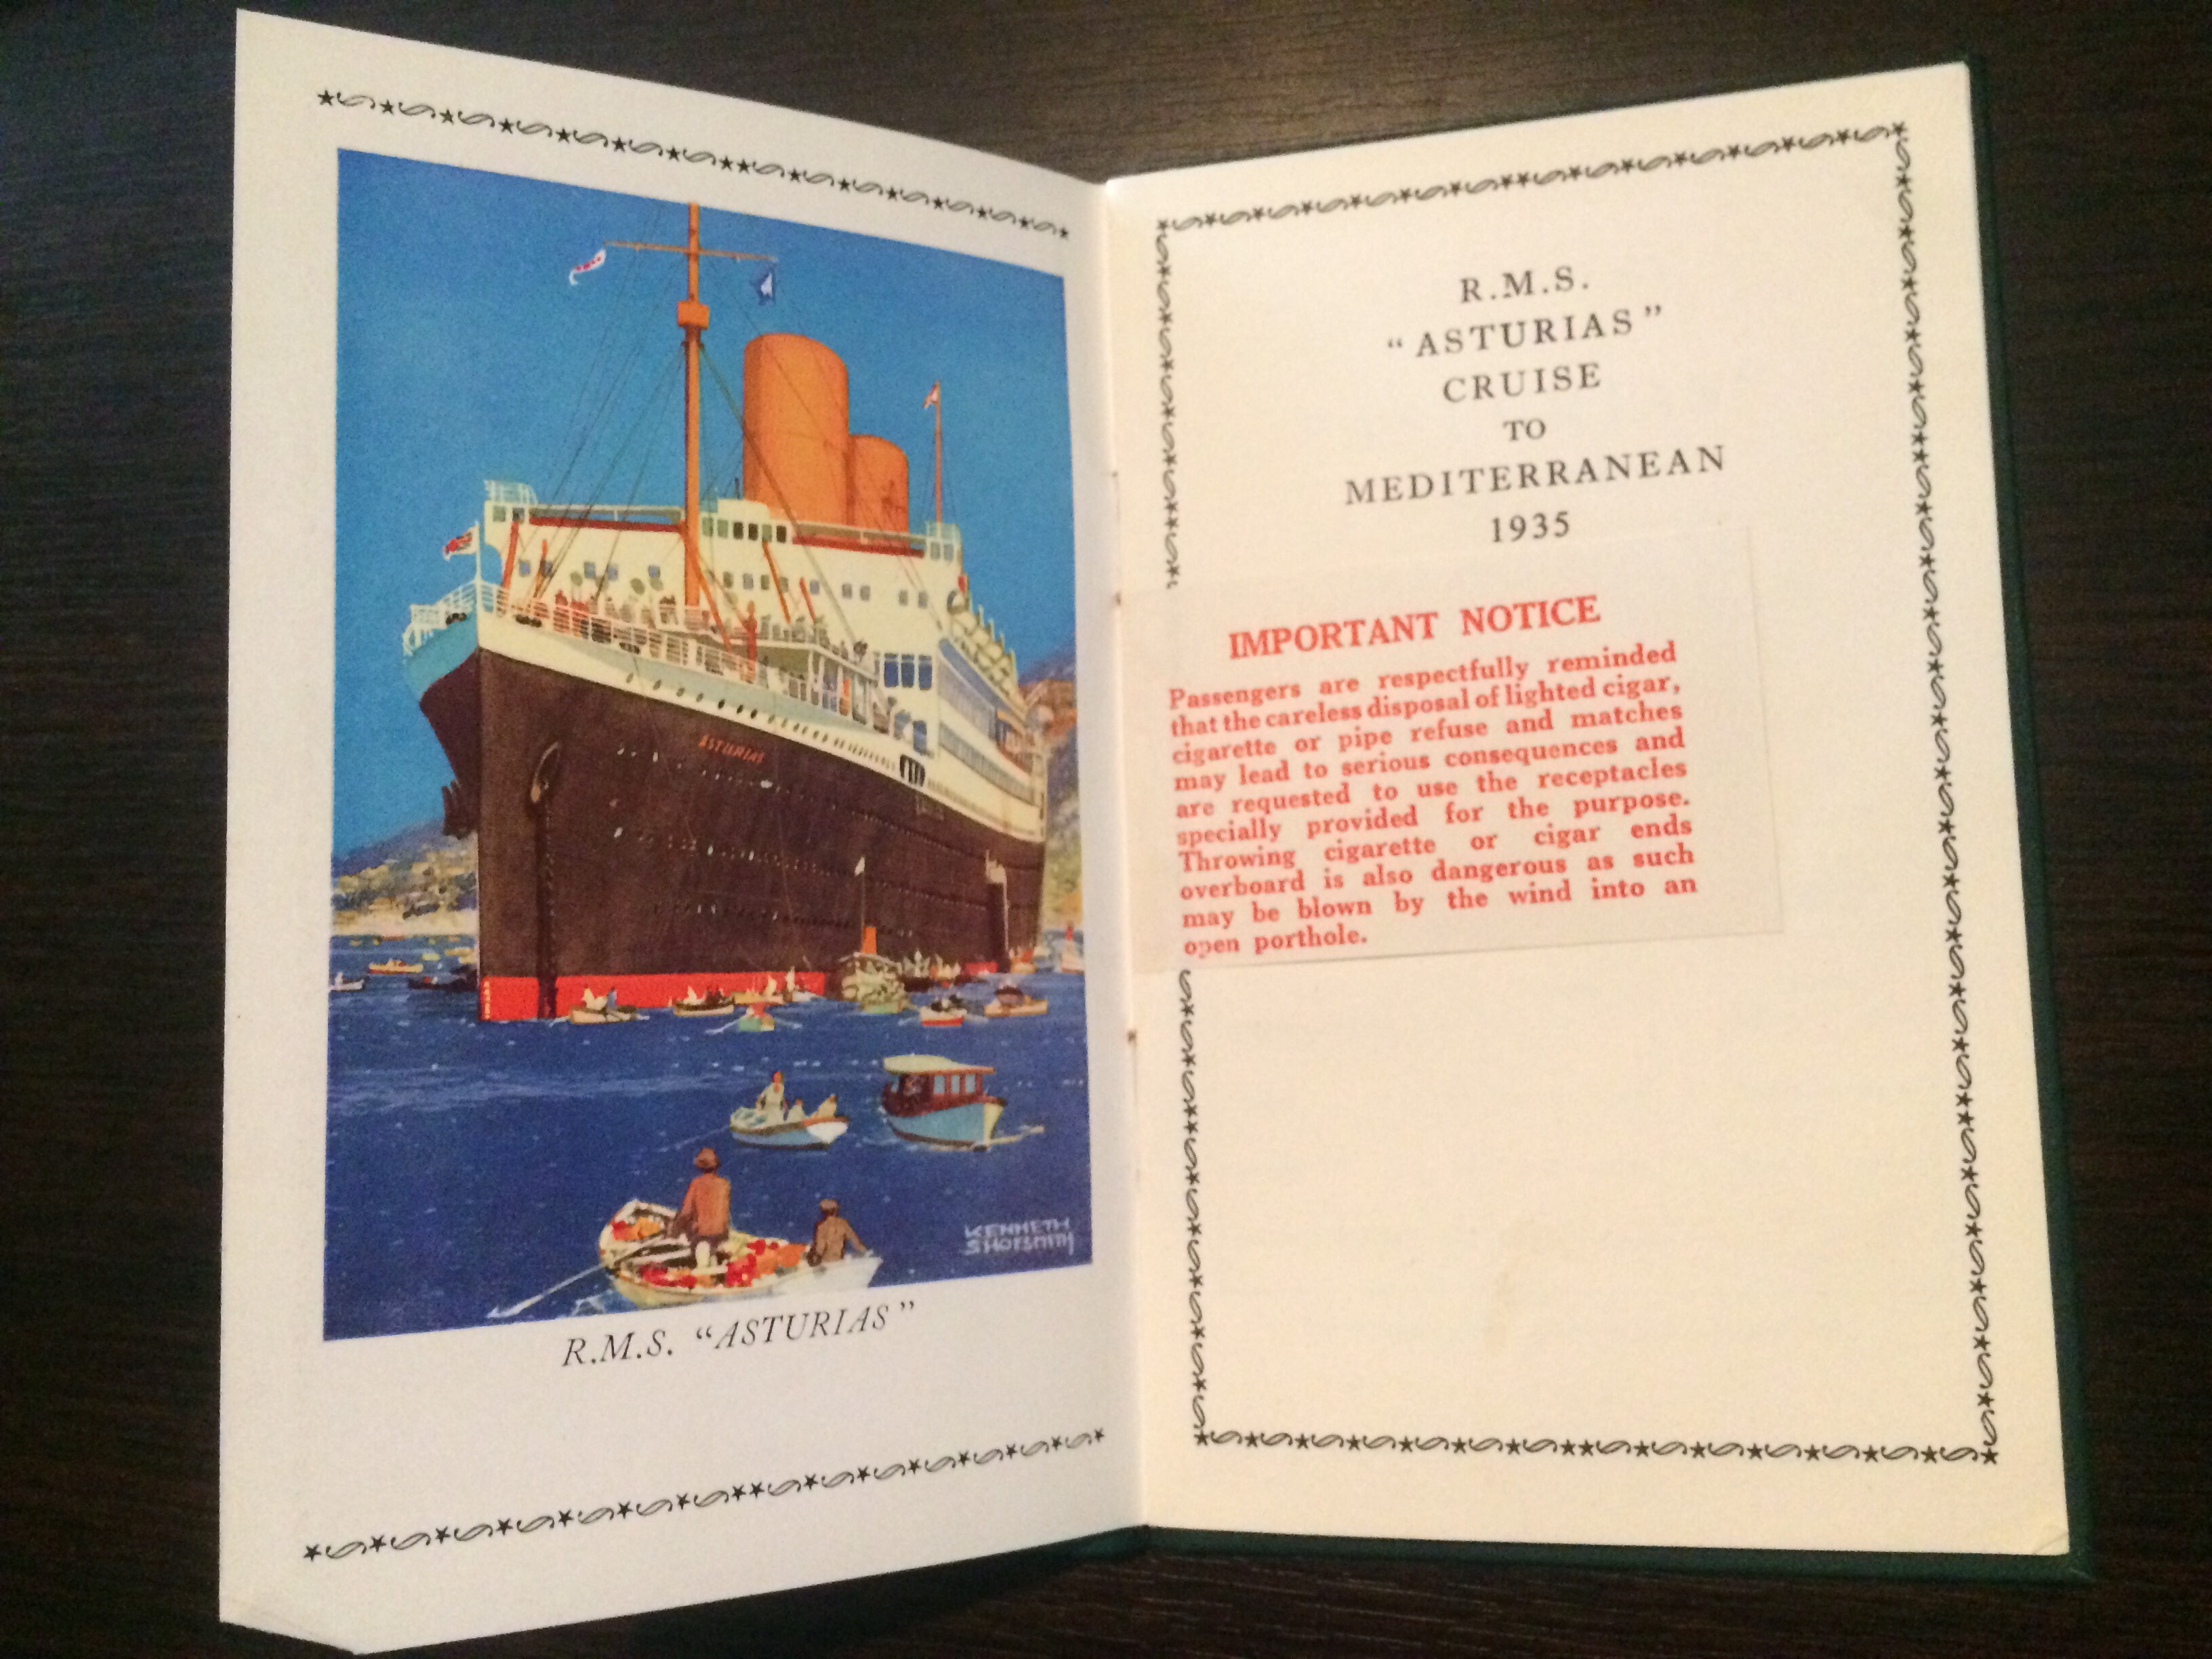 ASTURIAS
KENNETH
SHOESMITH
R.M.S. “ASTURIAS”
R.M.S.
“ASTURIAS”
CRUISE
TO
MEDITERRANEAN
1935
IMPORTANT NOTICE
Passengers are respectfully reminded
that the careless disposal of lighted cigar,
cigarette or pipe refuse and matches
may lead to serious consequences and
are requested to use the receptacles
specially provided for the purpose.
Throwing cigarette or cigar ends
overboard is also dangerous as such
may be blown by the wind into an
open porthole.